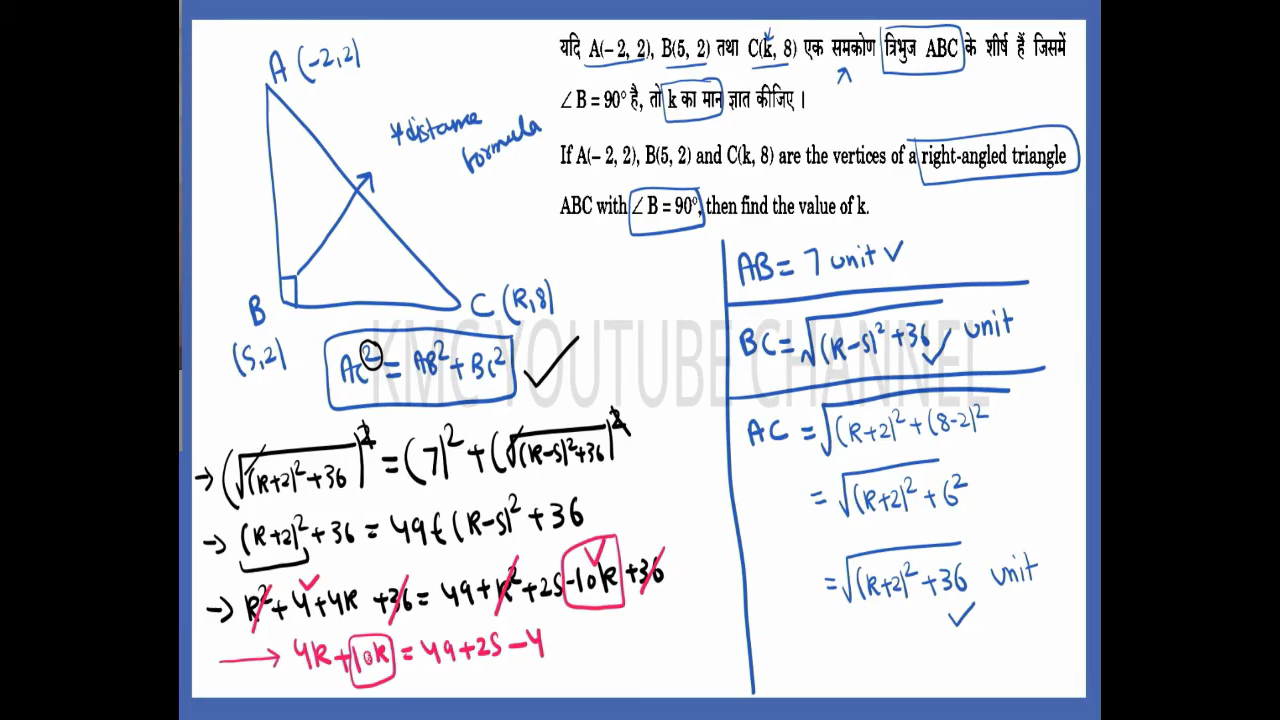 यदि A(– 2, 2), B(5, 2) तथा C(k, 8) एक समकोण त्रिभुज ABC के शीर्ष हैं जिसमें
∠B = 90° है, तो k का मान ज्ञात कीजिए ।
If A(– 2, 2), B(5, 2) and C(k, 8) are the vertices of a right-angled triangle
ABC with ∠B = 90°, then find the value of k.
A (-2,2)
*distance
formula
B
(5,2)
C (k,8)
AC² = AB² + BC²
→ (√(k+2)²+36)² = (7)² + (√(k-5)²+36)²
→ (k+2)² + 36 = 49 + (k-5)² + 36
→ k² + 4 + 4k + 36 = 49 + k² + 25 - 10k + 36
→ 4k + 10k = 49 + 25 - 4
AB = 7 unit ✓
BC = √(k-5)² + 36 unit
AC = √(k+2)² + (8-2)²
= √(k+2)² + 6²
= √(k+2)² + 36 unit
KMC YOUTUBE CHANNEL